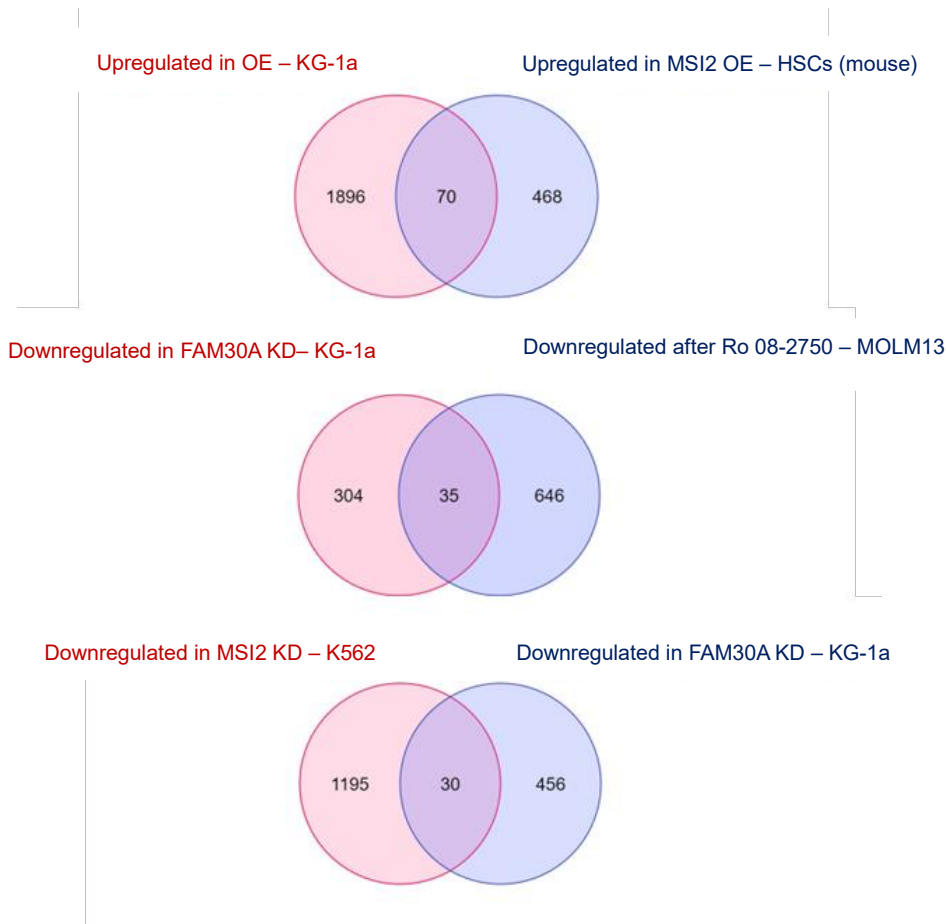 Upregulated in OE – KG-1a
Upregulated in MSI2 OE – HSCs (mouse)
1896
70
468
Downregulated in FAM30A KD– KG-1a
Downregulated after Ro 08-2750 – MOLM13
304
35
646
Downregulated in MSI2 KD – K562
Downregulated in FAM30A KD – KG-1a
1195
30
456